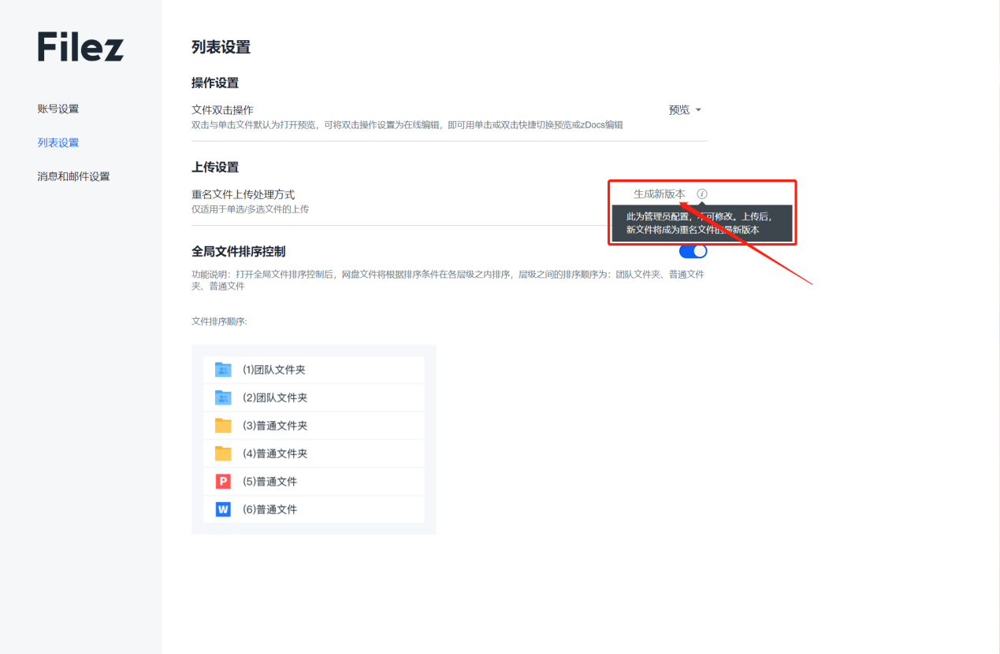 Filez
账号设置
列表设置
消息和邮件设置
列表设置
操作设置
文件双击操作
预览
双击与单击文件默认为打开预览，可将双击操作设置为在线编辑，即可用单击或双击快捷切换预览或zDocs编辑
上传设置
重名文件上传处理方式
生成新版本
仅适用于单选/多选文件的上传
此为管理员配置，不可修改。上传后，
新文件将成为重名文件的最新版本
全局文件排序控制
功能说明：打开全局文件排序控制后，网盘文件将根据排序条件在各层级之内排序，层级之间的排序顺序为：团队文件夹、普通文件
夹、普通文件
文件排序顺序:
(1)团队文件夹
(2)团队文件夹
(3)普通文件夹
(4)普通文件夹
P (5)普通文件
W (6)普通文件